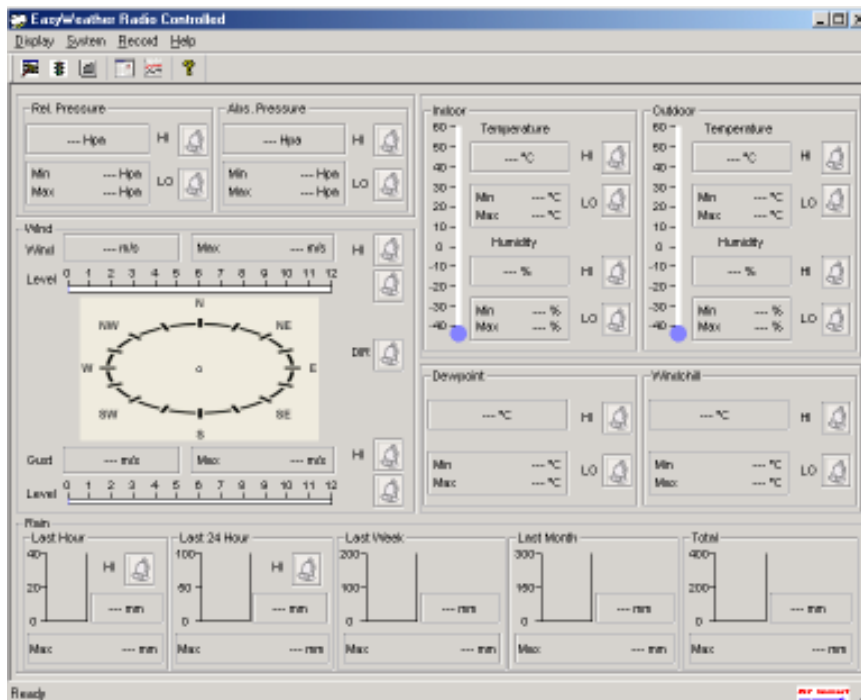 EasyWeather Radio Controlled
Display System Record Help
Rel. Pressure
--- Hpa HI
Min --- Hpa LO
Max --- Hpa
Abs. Pressure
--- Hpa HI
Min --- Hpa LO
Max --- Hpa
Wind
Wind --- m/s Max: --- m/s HI
Level 0 1 2 3 4 5 6 7 8 9 10 11 12
N
NW NE
W E
SW SE
S
DIR
Gust --- m/s Max: --- m/s HI
Level 0 1 2 3 4 5 6 7 8 9 10 11 12
Indoor
60
50
40
30
20
10
0
-10
-20
-30
-40
Temperature
--- °C HI
Min --- °C LO
Max --- °C
Humidity
--- % HI
Min --- % LO
Max --- %
Outdoor
60
50
40
30
20
10
0
-10
-20
-30
-40
Temperature
--- °C HI
Min --- °C LO
Max --- °C
Humidity
--- % HI
Min --- % LO
Max --- %
Dewpoint
--- °C HI
Min --- °C LO
Max: --- °C
Windchill
--- °C HI
Min --- °C LO
Max: --- °C
Rain
Last Hour
40
20
0
HI
--- mm
Max: --- mm
Last 24 Hour
100
50
0
HI
--- mm
Max: --- mm
Last Week
200
100
0
--- mm
Max: --- mm
Last Month
300
150
0
--- mm
Max: --- mm
Total
400
200
0
--- mm
Max: --- mm
Ready